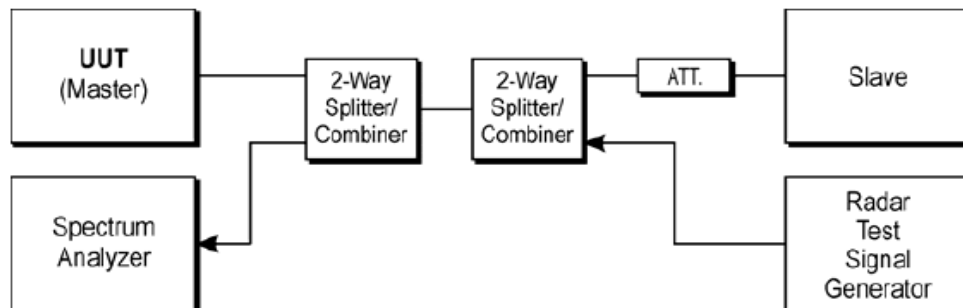 UUT
(Master)
2-Way
Splitter/
Combiner
2-Way
Splitter/
Combiner
ATT.
Slave
Spectrum
Analyzer
Radar
Test
Signal
Generator